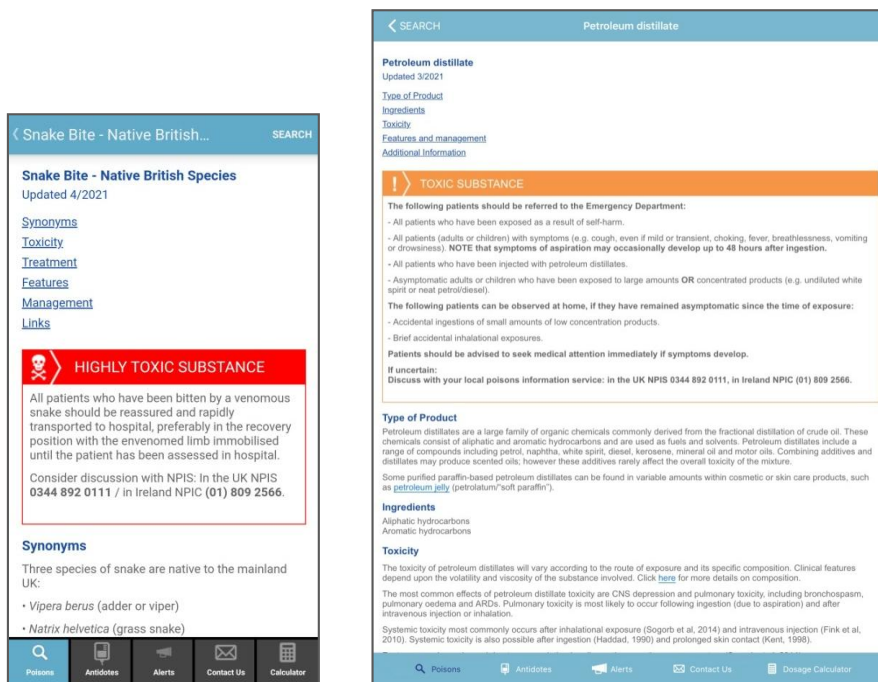 Snake Bite - Native British...
SEARCH
Snake Bite - Native British Species
Updated 4/2021
Synonyms
Toxicity
Treatment
Features
Management
Links
HIGHLY TOXIC SUBSTANCE
All patients who have been bitten by a venomous
snake should be reassured and rapidly
transported to hospital, preferably in the recovery
position with the envenomed limb immobilised
until the patient has been assessed in hospital.
Consider discussion with NPIS: In the UK NPIS
0344 892 0111 / in Ireland NPIC (01) 809 2566.
Synonyms
Three species of snake are native to the mainland
UK:
• Vipera berus (adder or viper)
• Natrix helvetica (grass snake)
Poisons
Antidotes
Alerts
Contact Us
Calculator
SEARCH
Petroleum distillate
Petroleum distillate
Updated 3/2021
Type of Product
Ingredients
Toxicity
Features and management
Additional Information
! TOXIC SUBSTANCE
The following patients should be referred to the Emergency Department:
- All patients who have been exposed as a result of self-harm.
- All patients (adults or children) with symptoms (e.g. cough, even if mild or transient, choking, fever, breathlessness, vomiting
or drowsiness). NOTE that symptoms of aspiration may occasionally develop up to 48 hours after ingestion.
- All patients who have been injected with petroleum distillates.
- Asymptomatic adults or children who have been exposed to large amounts OR concentrated products (e.g. undiluted white
spirit or neat petrol/diesel).
The following patients can be observed at home, if they have remained asymptomatic since the time of exposure:
- Accidental ingestions of small amounts of low concentration products.
- Brief accidental inhalational exposures.
Patients should be advised to seek medical attention immediately if symptoms develop.
If uncertain:
Discuss with your local poisons information service: in the UK NPIS 0344 892 0111, in Ireland NPIC (01) 809 2566.
Type of Product
Petroleum distillates are a large family of organic chemicals commonly derived from the fractional distillation of crude oil. These
chemicals consist of aliphatic and aromatic hydrocarbons and are used as fuels and solvents. Petroleum distillates include a
range of compounds including petrol, naphtha, white spirit, diesel, kerosene, mineral oil and motor oils. Combining additives and
distillates may produce scented oils; however these additives rarely affect the overall toxicity of the mixture.
Some purified paraffin-based petroleum distillates can be found in variable amounts within cosmetic or skin care products, such
as petroleum jelly (petrolatum/"soft paraffin").
Ingredients
Aliphatic hydrocarbons
Aromatic hydrocarbons
Toxicity
The toxicity of petroleum distillates will vary according to the route of exposure and its specific composition. Clinical features
depend upon the volatility and viscosity of the substance involved. Click here for more details on composition.
The most common effects of petroleum distillate toxicity are CNS depression and pulmonary toxicity, including bronchospasm,
pulmonary oedema and ARDs. Pulmonary toxicity is most likely to occur following ingestion (due to aspiration) and after
intravenous injection or inhalation.
Systemic toxicity most commonly occurs after inhalational exposure (Sogorb et al, 2014) and intravenous injection (Fink et al,
2010). Systemic toxicity is also possible after ingestion (Haddad, 1990) and prolonged skin contact (Kent, 1998).
Poisons
Antidotes
Alerts
Contact Us
Dosage Calculator